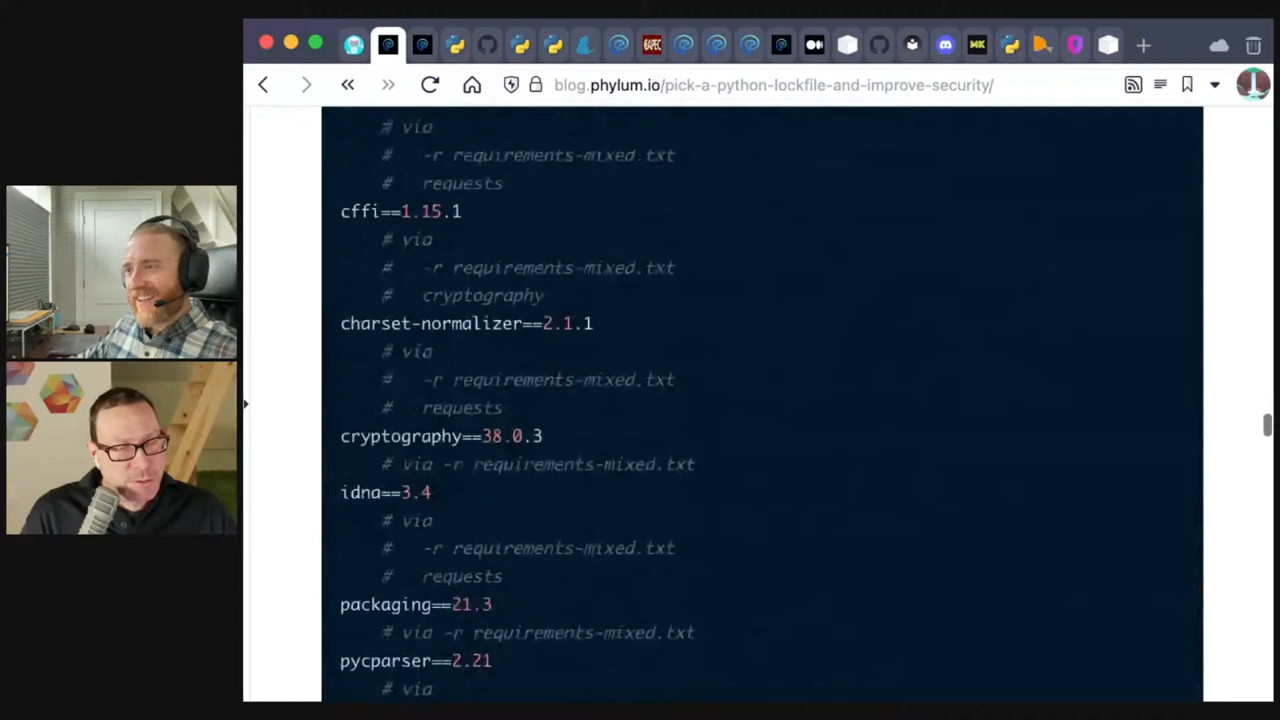 CAPEC
MK
blog.phylum.io/pick-a-python-lockfile-and-improve-security/
# via
# -r requirements-mixed.txt
# requests
cffi==1.15.1
# via
# -r requirements-mixed.txt
# cryptography
charset-normalizer==2.1.1
# via
# -r requirements-mixed.txt
# requests
cryptography==38.0.3
# via -r requirements-mixed.txt
idna==3.4
# via
# -r requirements-mixed.txt
# requests
packaging==21.3
# via -r requirements-mixed.txt
pycparser==2.21
# via